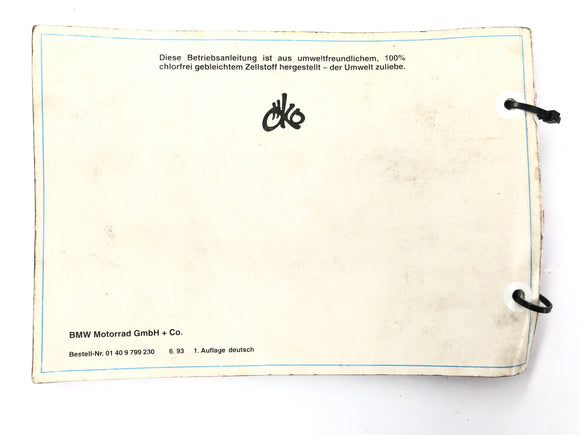 Diese Betriebsanleitung ist aus umweltfreundlichem, 100%
chlorfrei gebleichtem Zellstoff hergestellt – der Umwelt zuliebe.
öko
BMW Motorrad GmbH + Co.
Bestell-Nr. 01 40 9 799 230 6. 93 1. Auflage deutsch